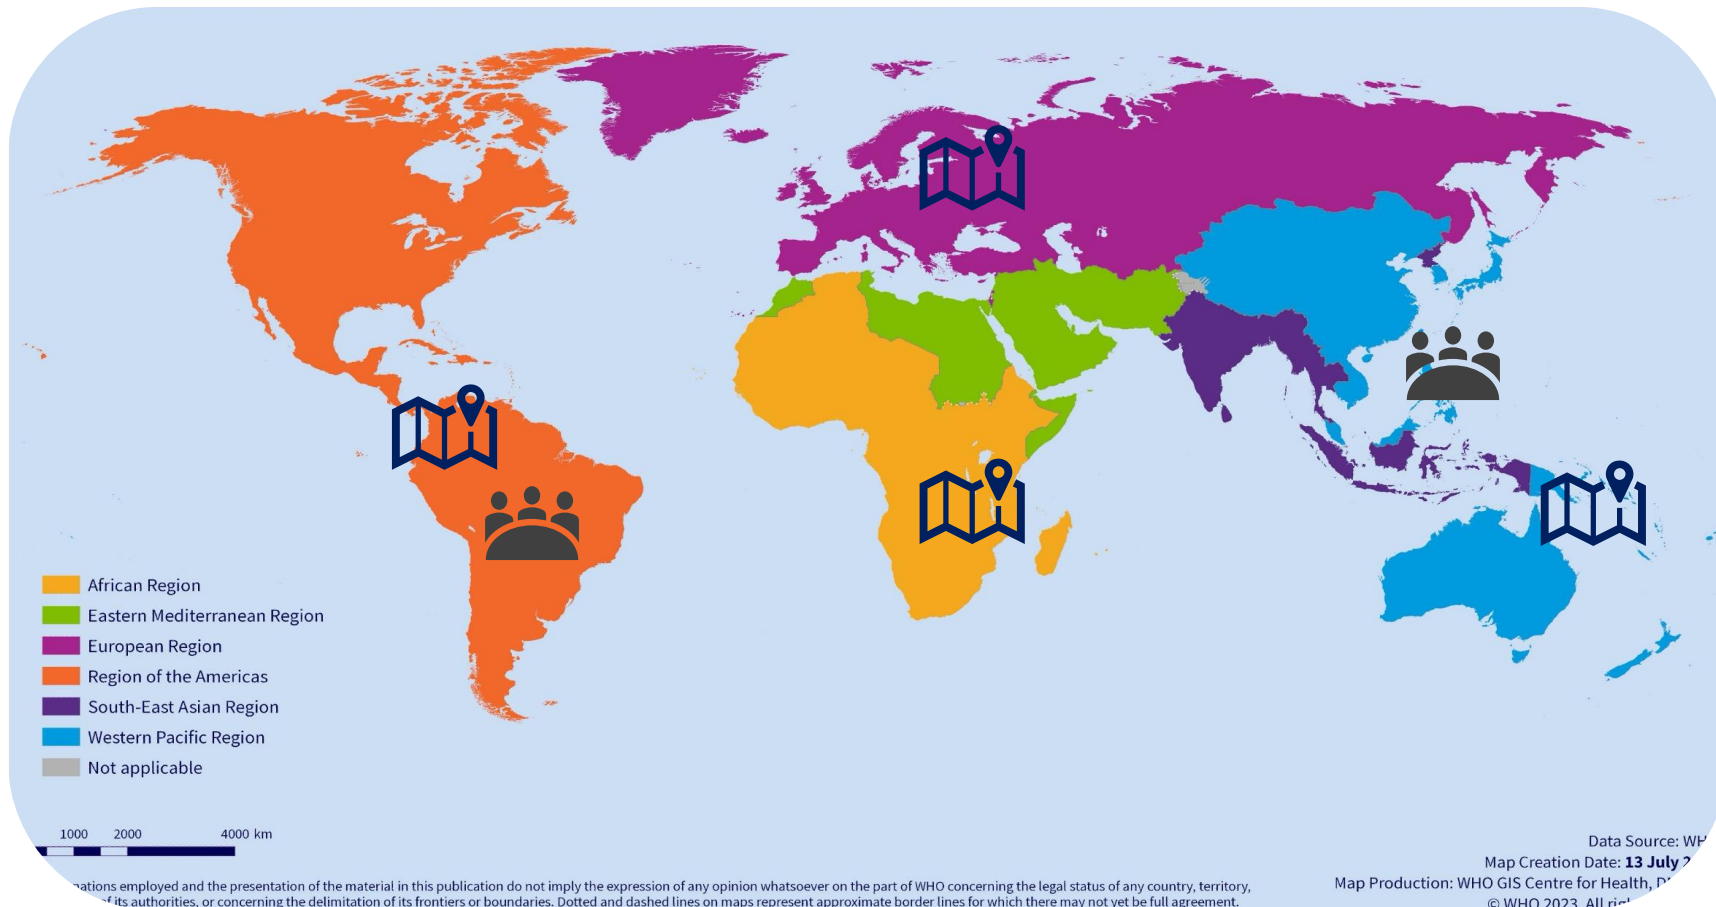 African Region
Eastern Mediterranean Region
European Region
Region of the Americas
South-East Asian Region
Western Pacific Region
Not applicable
1000 2000 4000 km
Data Source:
Map Creation Date: 13 July
Map Production: WHO GIS Centre for Health,
employed and the presentation of the material in this publication do not imply the expression of any opinion whatsoever on the part of WHO concerning the legal status of any country, territory,
of its authorities, or concerning the delimitation of its frontiers or boundaries. Dotted and dashed lines on maps represent approximate border lines for which there may not yet be full agreement.
© WHO 2023. All